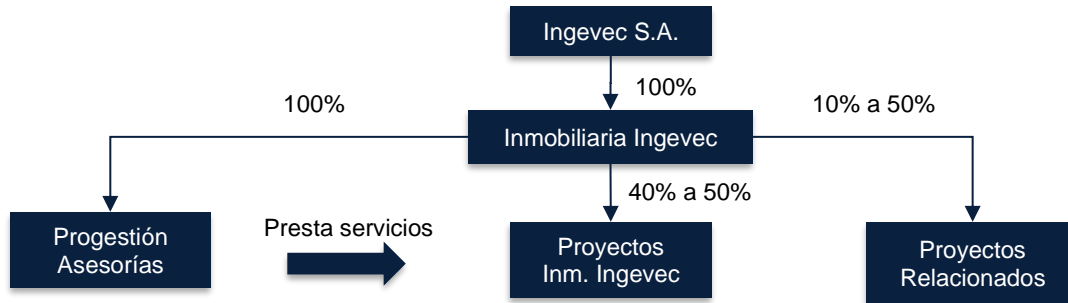 Ingevec S.A.
100%
100%
10% a 50%
Inmobiliaria Ingevec
40% a 50%
Presta servicios
Progestión
Asesorías
Proyectos
Inm. Ingevec
Proyectos
Relacionados